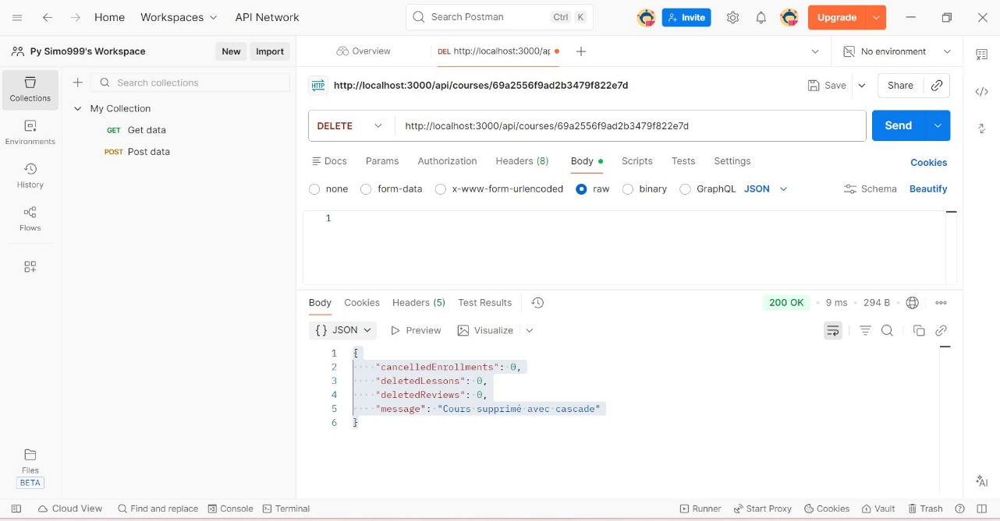 Home Workspaces API Network Search Postman Ctrl K Invite Upgrade
Py Simo999's Workspace New Import Overview DEL http://localhost:3000/ap No environment
Collections
Search collections
My Collection
GET Get data
POST Post data
Environments
History
Flows
Files
BETA
HTTP http://localhost:3000/api/courses/69a2556f9ad2b3479f822e7d Save Share
DELETE http://localhost:3000/api/courses/69a2556f9ad2b3479f822e7d Send
Docs Params Authorization Headers (8) Body Scripts Tests Settings Cookies
none form-data x-www-form-urlencoded raw binary GraphQL JSON Schema Beautify
1
Body Cookies Headers (5) Test Results 200 OK • 9 ms • 294 B •
{} JSON Preview Visualize
1 {
2 "cancelledEnrollments": 0,
3 "deletedLessons": 0,
4 "deletedReviews": 0,
5 "message": "Cours supprimé avec cascade"
6 }
AI
Cloud View Find and replace Console Terminal Runner Start Proxy Cookies Vault Trash